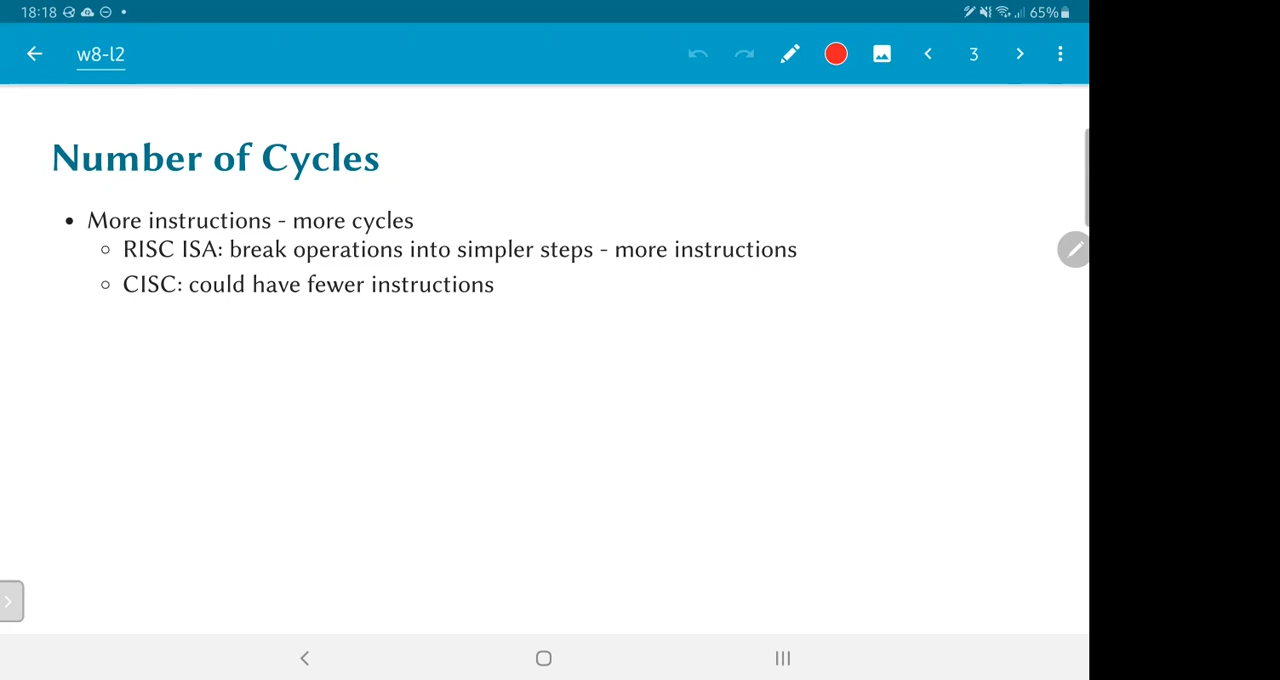 18:18 65%
w8-l2 3
Number of Cycles
• More instructions - more cycles
○ RISC ISA: break operations into simpler steps - more instructions
○ CISC: could have fewer instructions